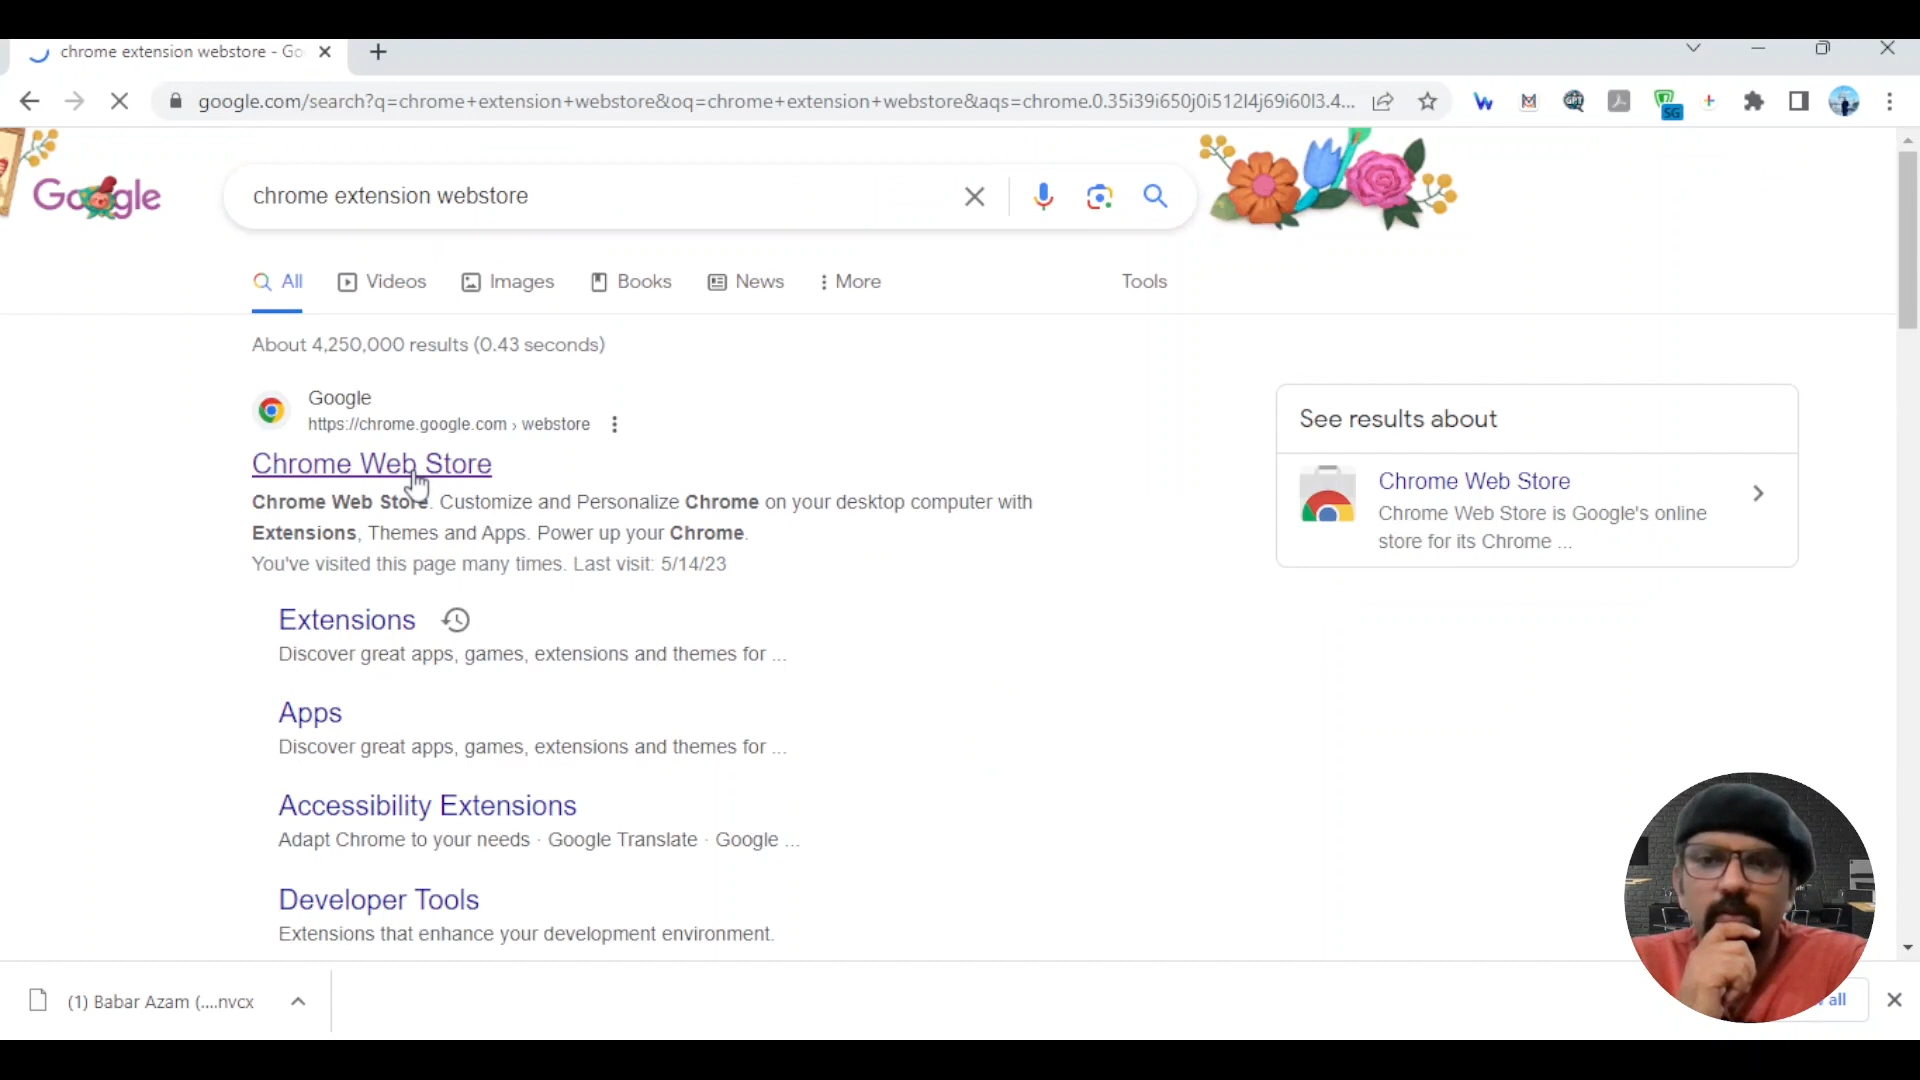 chrome extension webstore - Go
google.com/search?q=chrome+extension+webstore&oq=chrome+extension+webstore&aqs=chrome.0.35i39i650j0i512l4j69i60l3.4...
SG
Google
chrome extension webstore
All
Videos
Images
Books
News
More
Tools
About 4,250,000 results (0.43 seconds)
Google
https://chrome.google.com › webstore
Chrome Web Store
Chrome Web Store. Customize and Personalize Chrome on your desktop computer with
Extensions, Themes and Apps. Power up your Chrome.
You've visited this page many times. Last visit: 5/14/23
Extensions
Discover great apps, games, extensions and themes for ...
Apps
Discover great apps, games, extensions and themes for ...
Accessibility Extensions
Adapt Chrome to your needs · Google Translate · Google ...
Developer Tools
Extensions that enhance your development environment.
See results about
Chrome Web Store
Chrome Web Store is Google's online
store for its Chrome ...
(1) Babar Azam (....nvcx
all